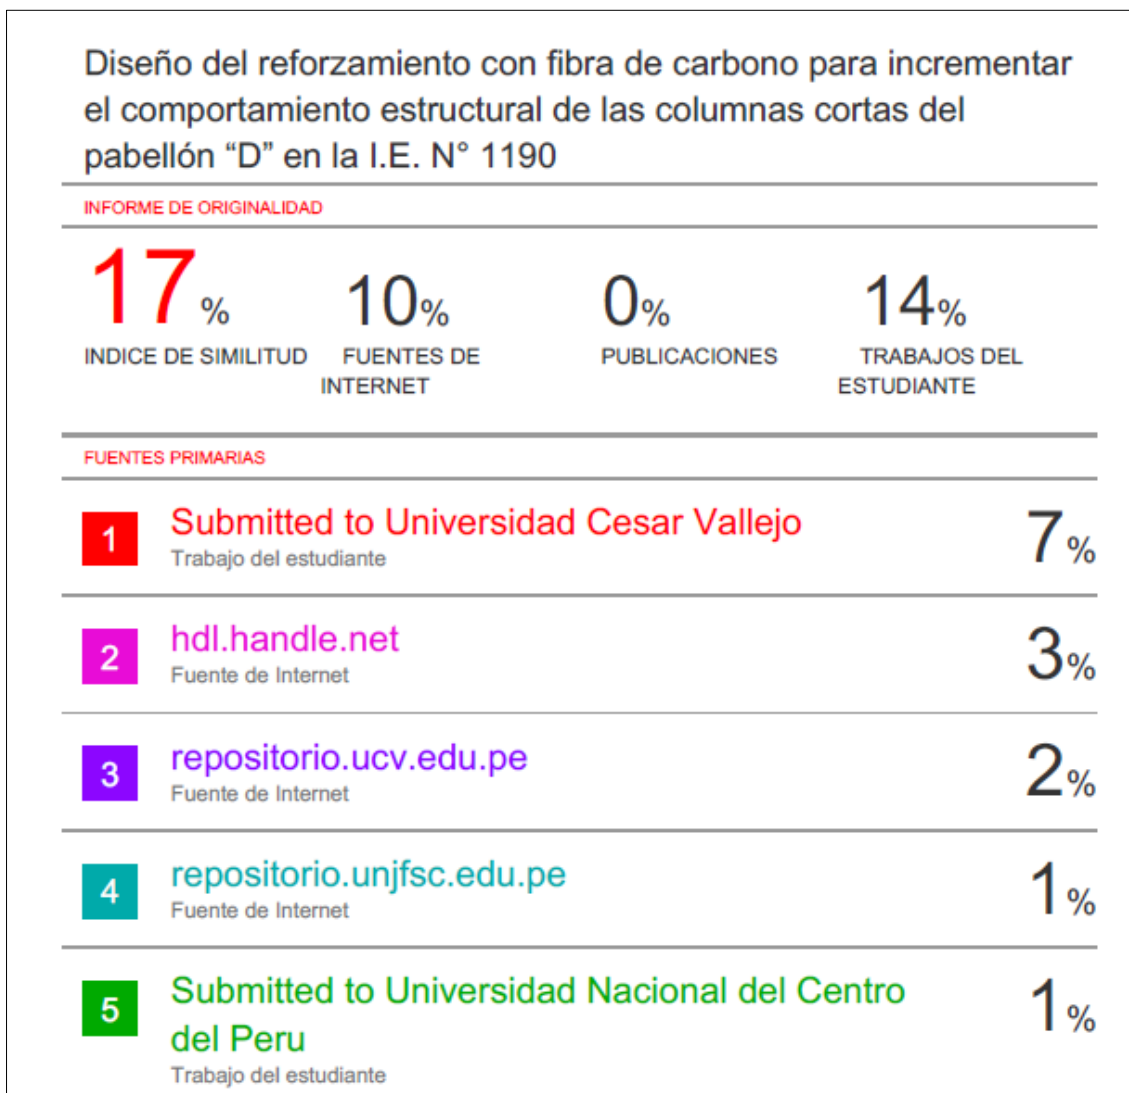 Diseño del reforzamiento con fibra de carbono para incrementar
el comportamiento estructural de las columnas cortas del
pabellón “D” en la I.E. N° 1190
INFORME DE ORIGINALIDAD
17% 10% 0% 14%
INDICE DE SIMILITUD FUENTES DE PUBLICACIONES TRABAJOS DEL
INTERNET ESTUDIANTE
FUENTES PRIMARIAS
1 Submitted to Universidad Cesar Vallejo 7%
Trabajo del estudiante
2 hdl.handle.net 3%
Fuente de Internet
3 repositorio.ucv.edu.pe 2%
Fuente de Internet
4 repositorio.unjfsc.edu.pe 1%
Fuente de Internet
5 Submitted to Universidad Nacional del Centro 1%
del Peru
Trabajo del estudiante